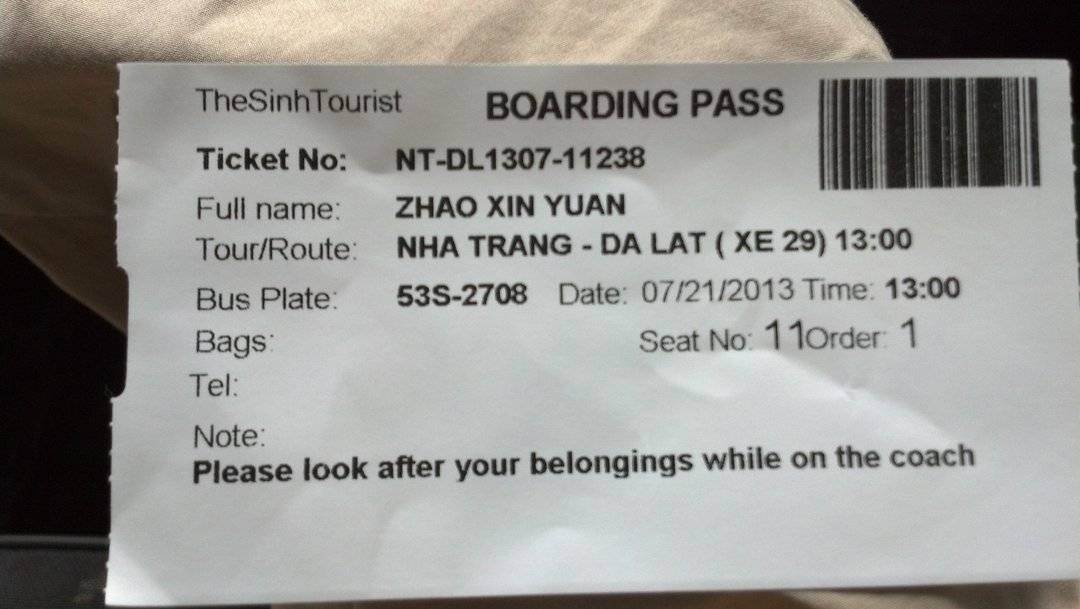 TheSinhTourist BOARDING PASS
Ticket No: NT-DL1307-11238
Full name: ZHAO XIN YUAN
Tour/Route: NHA TRANG - DA LAT ( XE 29) 13:00
Bus Plate: 53S-2708 Date: 07/21/2013 Time: 13:00
Bags: Seat No: 11Order: 1
Tel:
Note:
Please look after your belongings while on the coach